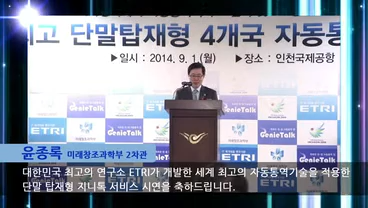 최고 단말탑재형 4개국 자동통
▶일시 : 2014. 9. 1(월) ▶장소 : 인천국제공항
GenieTalk
GenieTalk
ETRI
ETRI
윤종록 미래창조과학부 2차관
대한민국 최고의 연구소 ETRI가 개발한 세계 최고의 자동통역기술을 적용한
단말 탑재형 지니톡 서비스 시연을 축하드립니다.